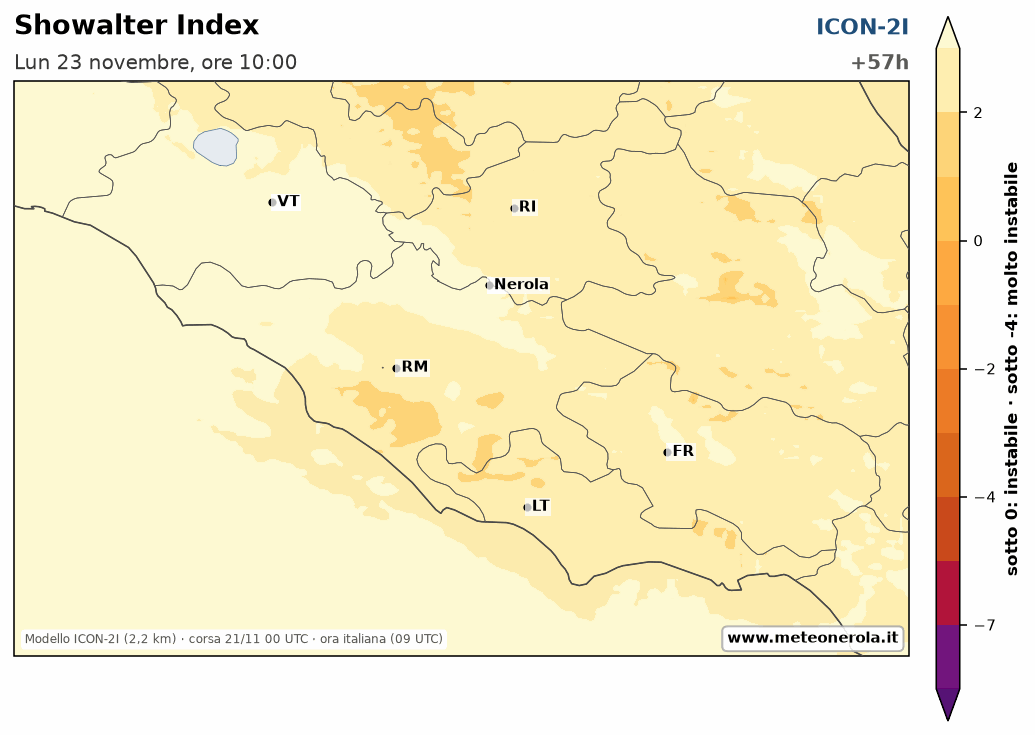 Showalter Index
ICON-2I
Lun 23 novembre, ore 10:00
+57h
VT
RI
Nerola
RM
FR
LT
2
0
−2
−4
−7
sotto 0: instabile · sotto -4: molto instabile
Modello ICON-2I (2,2 km) · corsa 21/11 00 UTC · ora italiana (09 UTC)
www.meteonerola.it